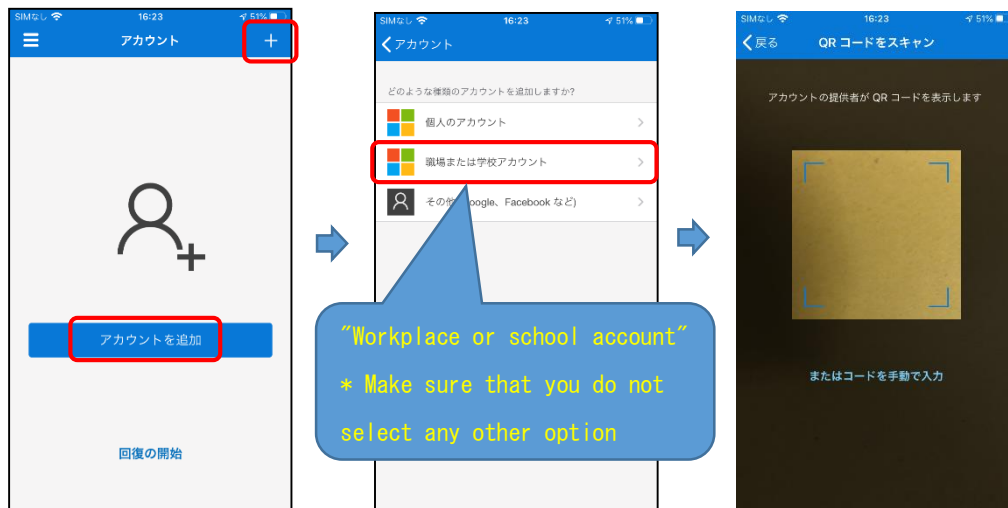 SIMなし 16:23 51%
アカウント
アカウントを追加
回復の開始
SIMなし 16:23 51%
アカウント
どのような種類のアカウントを追加しますか?
個人のアカウント
職場または学校アカウント
その他 oogle、Facebook など)
"Workplace or school account"
* Make sure that you do not
select any other option
SIMなし 16:23 51%
戻る QR コードをスキャン
アカウントの提供者が QR コードを表示します
またはコードを手動で入力